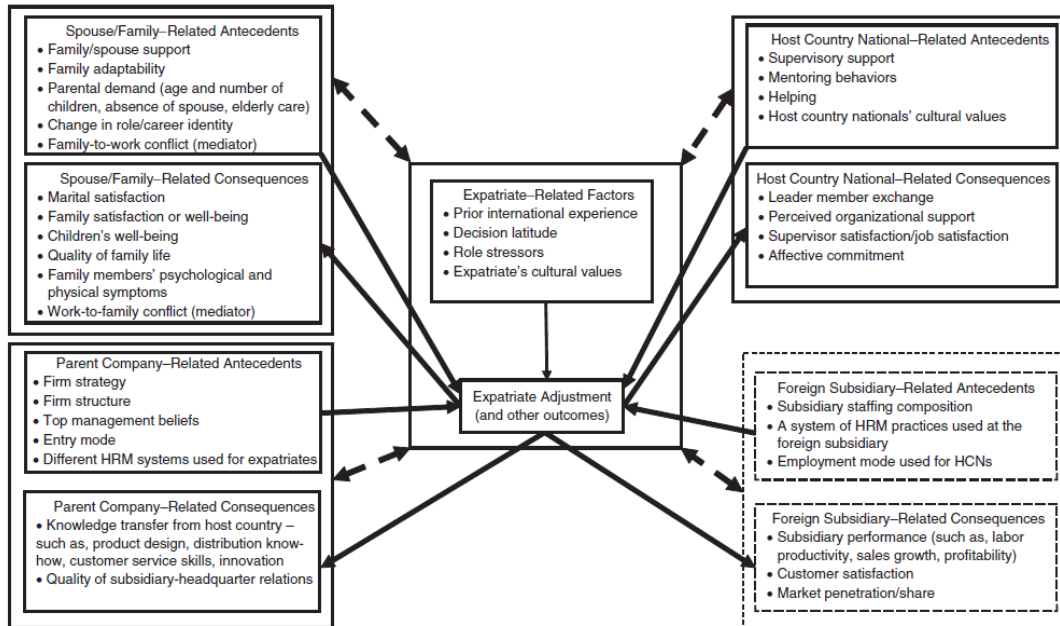 Spouse/Family–Related Antecedents
• Family/spouse support
• Family adaptability
• Parental demand (age and number of
children, absence of spouse, elderly care)
• Change in role/career identity
• Family-to-work conflict (mediator)
Spouse/Family–Related Consequences
• Marital satisfaction
• Family satisfaction or well-being
• Children's well-being
• Quality of family life
• Family members' psychological and
physical symptoms
• Work-to-family conflict (mediator)
Parent Company–Related Antecedents
• Firm strategy
• Firm structure
• Top management beliefs
• Entry mode
• Different HRM systems used for expatriates
Parent Company–Related Consequences
• Knowledge transfer from host country –
such as, product design, distribution know-
how, customer service skills, innovation
• Quality of subsidiary-headquarter relations
Expatriate–Related Factors
• Prior international experience
• Decision latitude
• Role stressors
• Expatriate's cultural values
Expatriate Adjustment
(and other outcomes)
Host Country National–Related Antecedents
• Supervisory support
• Mentoring behaviors
• Helping
• Host country nationals' cultural values
Host Country National–Related Consequences
• Leader member exchange
• Perceived organizational support
• Supervisor satisfaction/job satisfaction
• Affective commitment
Foreign Subsidiary–Related Antecedents
• Subsidiary staffing composition
• A system of HRM practices used at the
foreign subsidiary
• Employment mode used for HCNs
Foreign Subsidiary–Related Consequences
• Subsidiary performance (such as, labor
productivity, sales growth, profitability)
• Customer satisfaction
• Market penetration/share